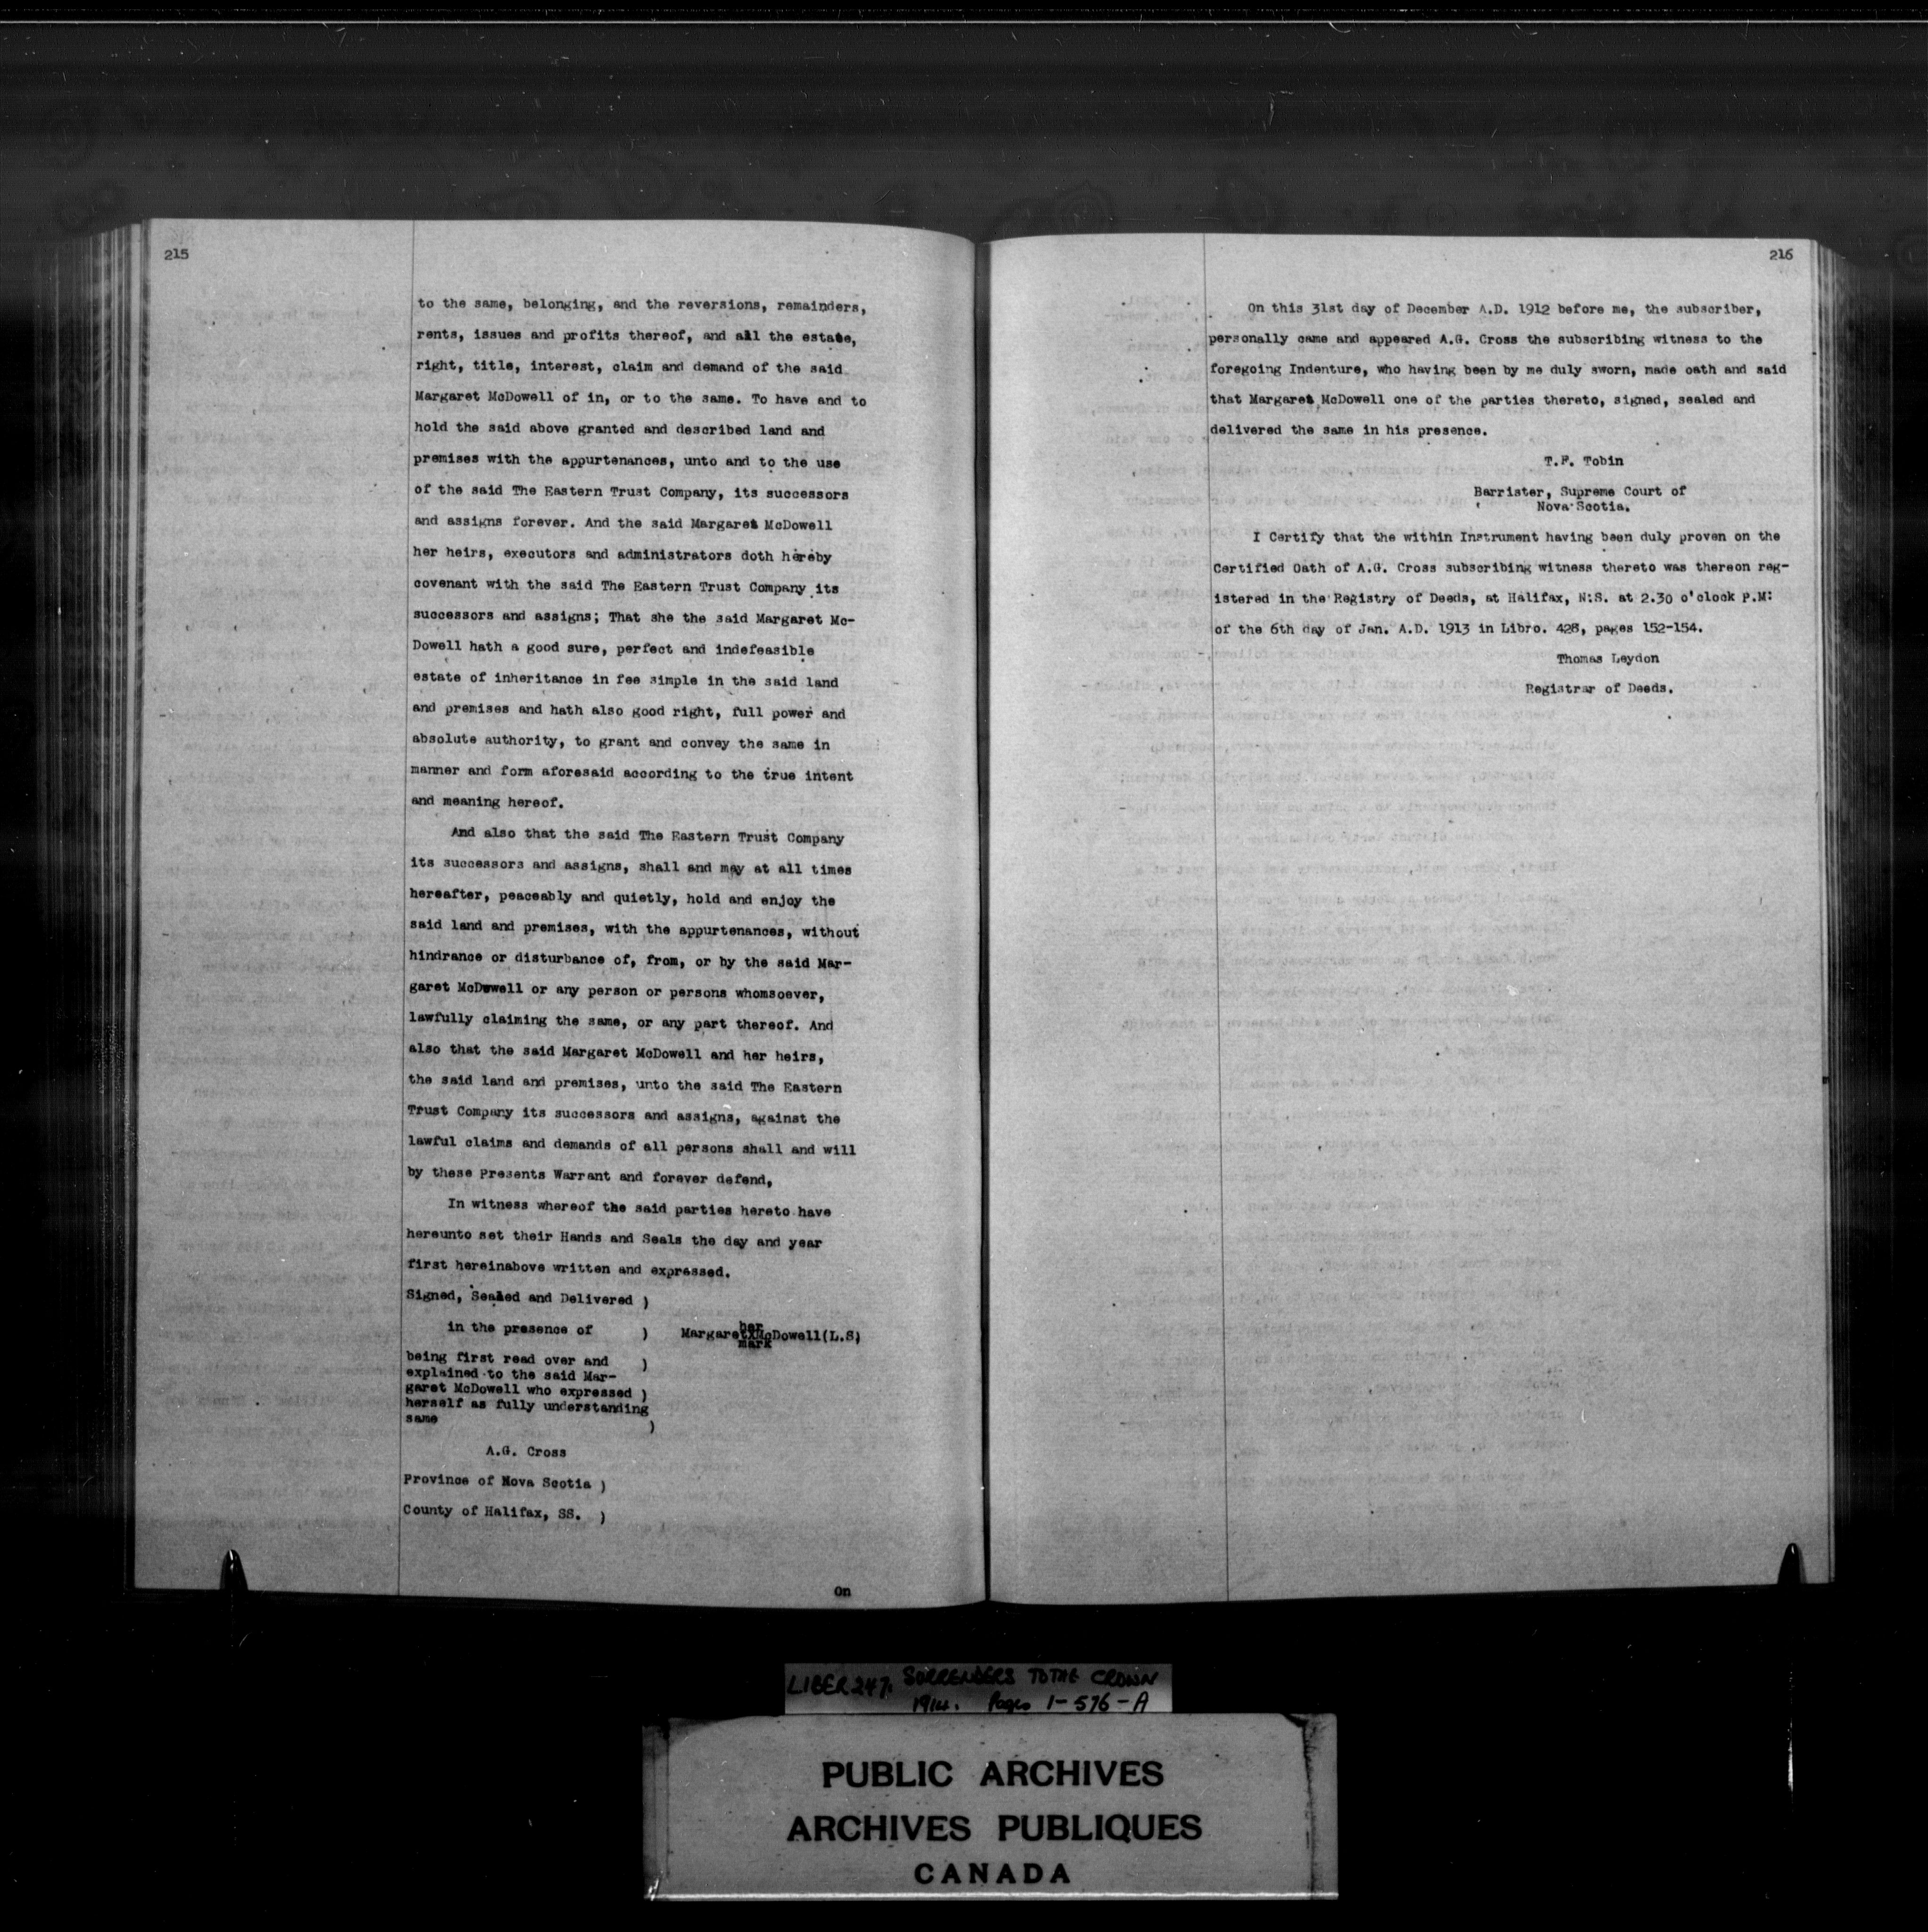 215
to the same, belonging, and the reversions, remainders,
rents, issues and profits thereof, and all the estate,
right, title, interest, claim and demand of the said
Margaret McDowell of in, or to the same. To have and to
hold the said above granted and described land and
premises with the appurtenances, unto and to the use
of the said The Eastern Trust Company, its successors
and assigns forever. And the said Margaret McDowell
her heirs, executors and administrators doth hereby
covenant with the said The Eastern Trust Company its
successors and assigns; That she the said Margaret Mc-
Dowell hath a good sure, perfect and indefeasible
estate of inheritance in fee simple in the said land
and premises and hath also good right, full power and
absolute authority, to grant and convey the same in
manner and form aforesaid according to the true intent
and meaning hereof.
And also that the said The Eastern Trust Company
its successors and assigns, shall and may at all times
hereafter, peaceably and quietly, hold and enjoy the
said land and premises, with the appurtenances, without
hindrance or disturbance of, from, or by the said Mar-
garet McDowell or any person or persons whomsoever,
lawfully claiming the same, or any part thereof. And
also that the said Margaret McDowell and her heirs,
the said land and premises, unto the said The Eastern
Trust Company its successors and assigns, against the
lawful claims and demands of all persons shall and will
by these Presents Warrant and forever defend,
In witness whereof the said parties hereto have
hereunto set their Hands and Seals the day and year
first hereinabove written and expressed.
Signed, Sealed and Delivered )
her
in the presence of ) Margaret X McDowell (L.S)
mark
being first read over and )
explained to the said Mar-
garet McDowell who expressed )
herself as fully understanding
same )
A.G. Cross
Province of Nova Scotia )
County of Halifax, SS. )
On
216
On this 31st day of December A.D. 1912 before me, the subscriber,
personally came and appeared A.G. Cross the subscribing witness to the
foregoing Indenture, who having been by me duly sworn, made oath and said
that Margaret McDowell one of the parties thereto, signed, sealed and
delivered the same in his presence.
T.F. Tobin
Barrister, Supreme Court of
Nova Scotia.
I Certify that the within Instrument having been duly proven on the
Certified Oath of A.G. Cross subscribing witness thereto was thereon reg-
istered in the Registry of Deeds, at Halifax, N:S. at 2.30 o'clock P.M:
of the 6th day of Jan. A.D. 1913 in Libro. 428, pages 152-154.
Thomas Leydon
Registrar of Deeds.
LIBER 247. SURRENDERS TO THE CROWN
1914. Pages 1-576-A
PUBLIC ARCHIVES
ARCHIVES PUBLIQUES
CANADA